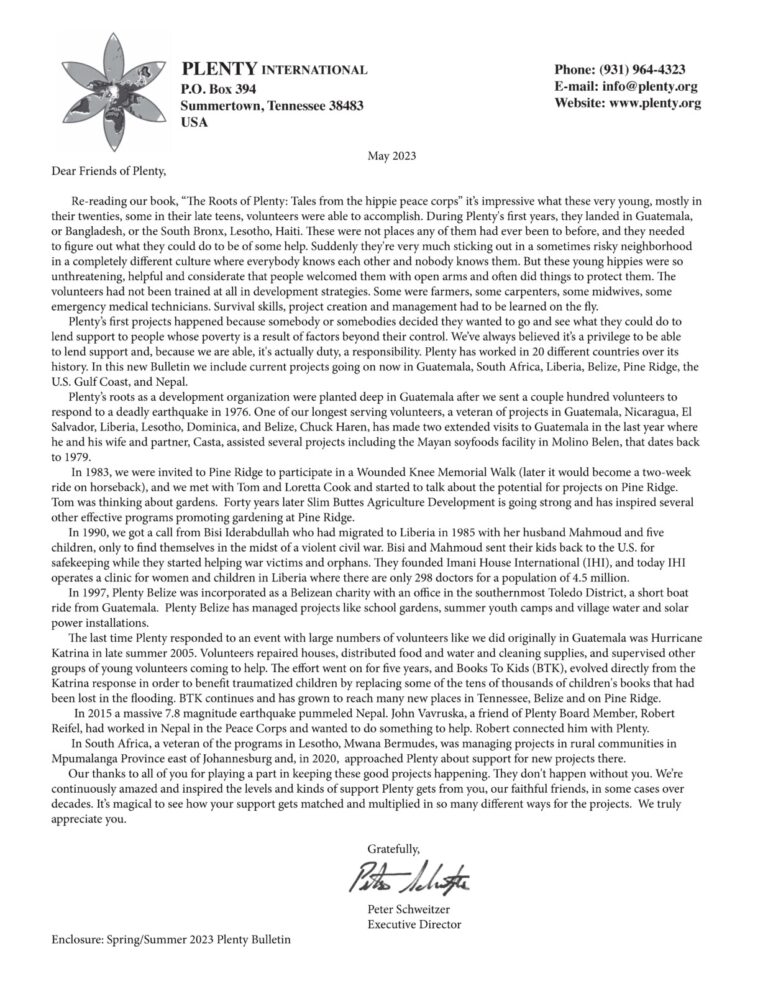 PLENTY INTERNATIONAL
P.O. Box 394
Summertown, Tennessee 38483
USA
Phone: (931) 964-4323
E-mail: info@plenty.org
Website: www.plenty.org
May 2023
Dear Friends of Plenty,
Re-reading our book, “The Roots of Plenty: Tales from the hippie peace corps” it’s impressive what these very young, mostly in
their twenties, some in their late teens, volunteers were able to accomplish. During Plenty's first years, they landed in Guatemala,
or Bangladesh, or the South Bronx, Lesotho, Haiti. These were not places any of them had ever been to before, and they needed
to figure out what they could do to be of some help. Suddenly they're very much sticking out in a sometimes risky neighborhood
in a completely different culture where everybody knows each other and nobody knows them. But these young hippies were so
unthreatening, helpful and considerate that people welcomed them with open arms and often did things to protect them. The
volunteers had not been trained at all in development strategies. Some were farmers, some carpenters, some midwives, some
emergency medical technicians. Survival skills, project creation and management had to be learned on the fly.
Plenty’s first projects happened because somebody or somebodies decided they wanted to go and see what they could do to
lend support to people whose poverty is a result of factors beyond their control. We’ve always believed it’s a privilege to be able
to lend support and, because we are able, it's actually duty, a responsibility. Plenty has worked in 20 different countries over its
history. In this new Bulletin we include current projects going on now in Guatemala, South Africa, Liberia, Belize, Pine Ridge, the
U.S. Gulf Coast, and Nepal.
Plenty’s roots as a development organization were planted deep in Guatemala after we sent a couple hundred volunteers to
respond to a deadly earthquake in 1976. One of our longest serving volunteers, a veteran of projects in Guatemala, Nicaragua, El
Salvador, Liberia, Lesotho, Dominica, and Belize, Chuck Haren, has made two extended visits to Guatemala in the last year where
he and his wife and partner, Casta, assisted several projects including the Mayan soyfoods facility in Molino Belen, that dates back
to 1979.
In 1983, we were invited to Pine Ridge to participate in a Wounded Knee Memorial Walk (later it would become a two-week
ride on horseback), and we met with Tom and Loretta Cook and started to talk about the potential for projects on Pine Ridge.
Tom was thinking about gardens. Forty years later Slim Buttes Agriculture Development is going strong and has inspired several
other effective programs promoting gardening at Pine Ridge.
In 1990, we got a call from Bisi Iderabdullah who had migrated to Liberia in 1985 with her husband Mahmoud and five
children, only to find themselves in the midst of a violent civil war. Bisi and Mahmoud sent their kids back to the U.S. for
safekeeping while they started helping war victims and orphans. They founded Imani House International (IHI), and today IHI
operates a clinic for women and children in Liberia where there are only 298 doctors for a population of 4.5 million.
In 1997, Plenty Belize was incorporated as a Belizean charity with an office in the southernmost Toledo District, a short boat
ride from Guatemala. Plenty Belize has managed projects like school gardens, summer youth camps and village water and solar
power installations.
The last time Plenty responded to an event with large numbers of volunteers like we did originally in Guatemala was Hurricane
Katrina in late summer 2005. Volunteers repaired houses, distributed food and water and cleaning supplies, and supervised other
groups of young volunteers coming to help. The effort went on for five years, and Books To Kids (BTK), evolved directly from the
Katrina response in order to benefit traumatized children by replacing some of the tens of thousands of children's books that had
been lost in the flooding. BTK continues and has grown to reach many new places in Tennessee, Belize and on Pine Ridge.
In 2015 a massive 7.8 magnitude earthquake pummeled Nepal. John Vavruska, a friend of Plenty Board Member, Robert
Reifel, had worked in Nepal in the Peace Corps and wanted to do something to help. Robert connected him with Plenty.
In South Africa, a veteran of the programs in Lesotho, Mwana Bermudes, was managing projects in rural communities in
Mpumalanga Province east of Johannesburg and, in 2020, approached Plenty about support for new projects there.
Our thanks to all of you for playing a part in keeping these good projects happening. They don't happen without you. We’re
continuously amazed and inspired the levels and kinds of support Plenty gets from you, our faithful friends, in some cases over
decades. It’s magical to see how your support gets matched and multiplied in so many different ways for the projects. We truly
appreciate you.
Gratefully,
Peter Schweitzer
Executive Director
Enclosure: Spring/Summer 2023 Plenty Bulletin